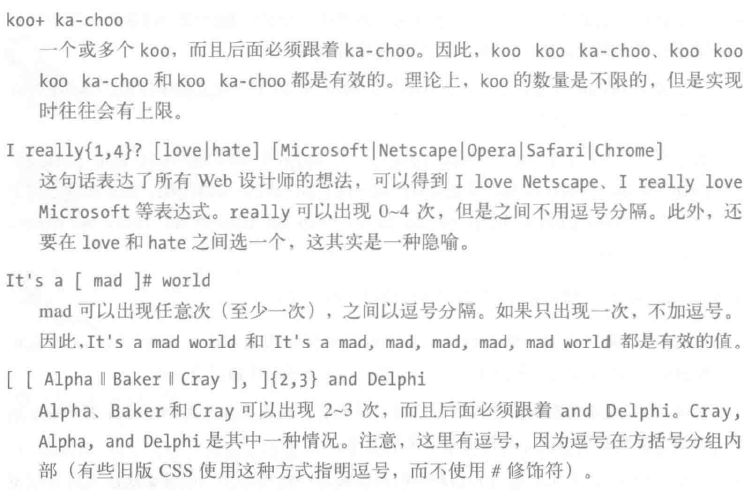 koo+ ka-choo
一个或多个 koo，而且后面必须跟着 ka-choo。因此，koo koo ka-choo、koo koo
koo ka-choo 和 koo ka-choo 都是有效的。理论上，koo 的数量是不限的，但是实现
时往往会有上限。
I really{1,4}? [love|hate] [Microsoft|Netscape|Opera|Safari|Chrome]
这句话表达了所有 Web 设计师的想法，可以得到 I love Netscape、I really love
Microsoft 等表达式。really 可以出现 0~4 次，但是之间不用逗号分隔。此外，还
要在 love 和 hate 之间选一个，这其实是一种隐喻。
It's a [ mad ]# world
mad 可以出现任意次（至少一次），之间以逗号分隔。如果只出现一次，不加逗号。
因此,It's a mad world 和 It's a mad, mad, mad, mad, mad world 都是有效的值。
[ [ Alpha ‖ Baker ‖ Cray ], ]{2,3} and Delphi
Alpha、Baker 和 Cray 可以出现 2~3 次，而且后面必须跟着 and Delphi。Cray,
Alpha, and Delphi 是其中一种情况。注意，这里有逗号，因为逗号在方括号分组内
部（有些旧版 CSS 使用这种方式指明逗号，而不使用 # 修饰符）。